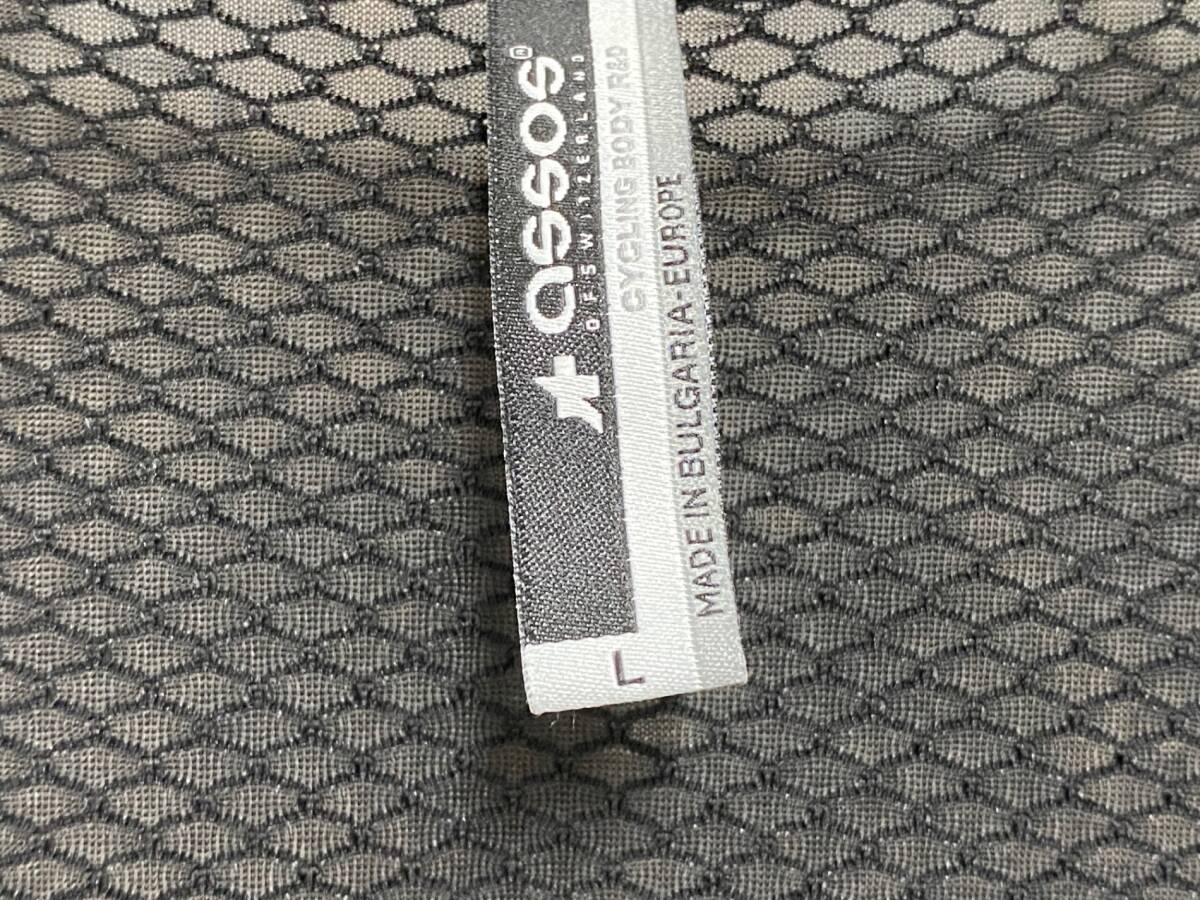 assos®
OF SWITZERLAND
CYCLING BODY R&D
MADE IN BULGARIA-EUROPE
L